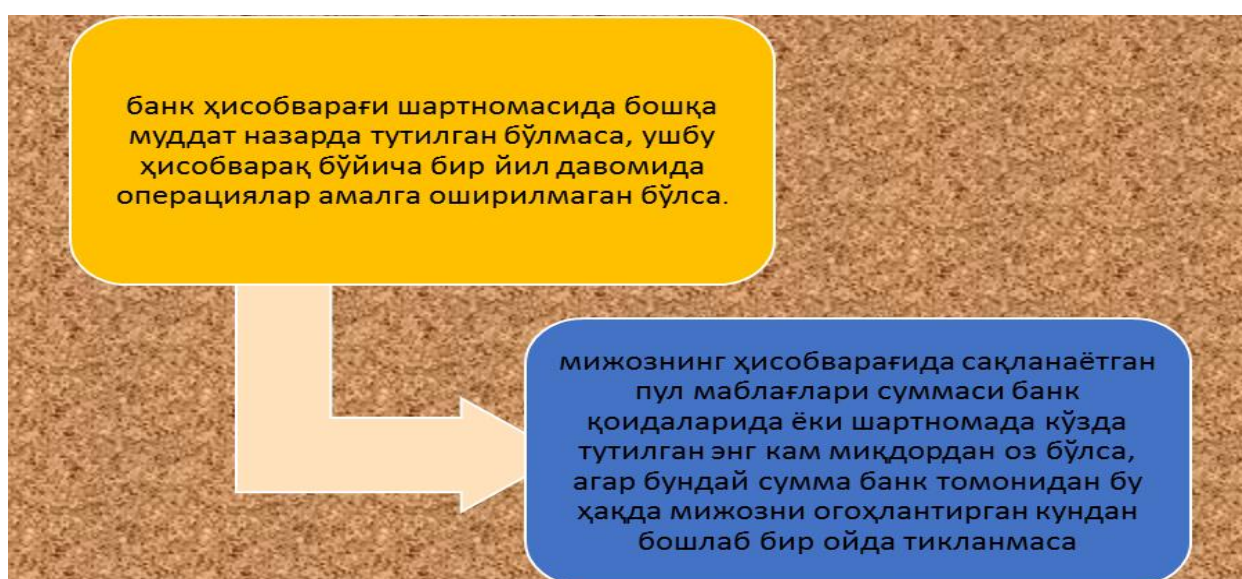 банк ҳисобварағи шартномасида бошқа
муддат назарда тутилган бўлмаса, ушбу
ҳисобварақ бўйича бир йил давомида
операциялар амалга оширилмаган бўлса.
мижознинг ҳисобварағида сақланаётган
пул маблағлари суммаси банк
қоидаларида ёки шартномада кўзда
тутилган энг кам миқдордан оз бўлса,
агар бундай сумма банк томонидан бу
ҳақда мижозни огоҳлантирган кундан
бошлаб бир ойда тикланмаса